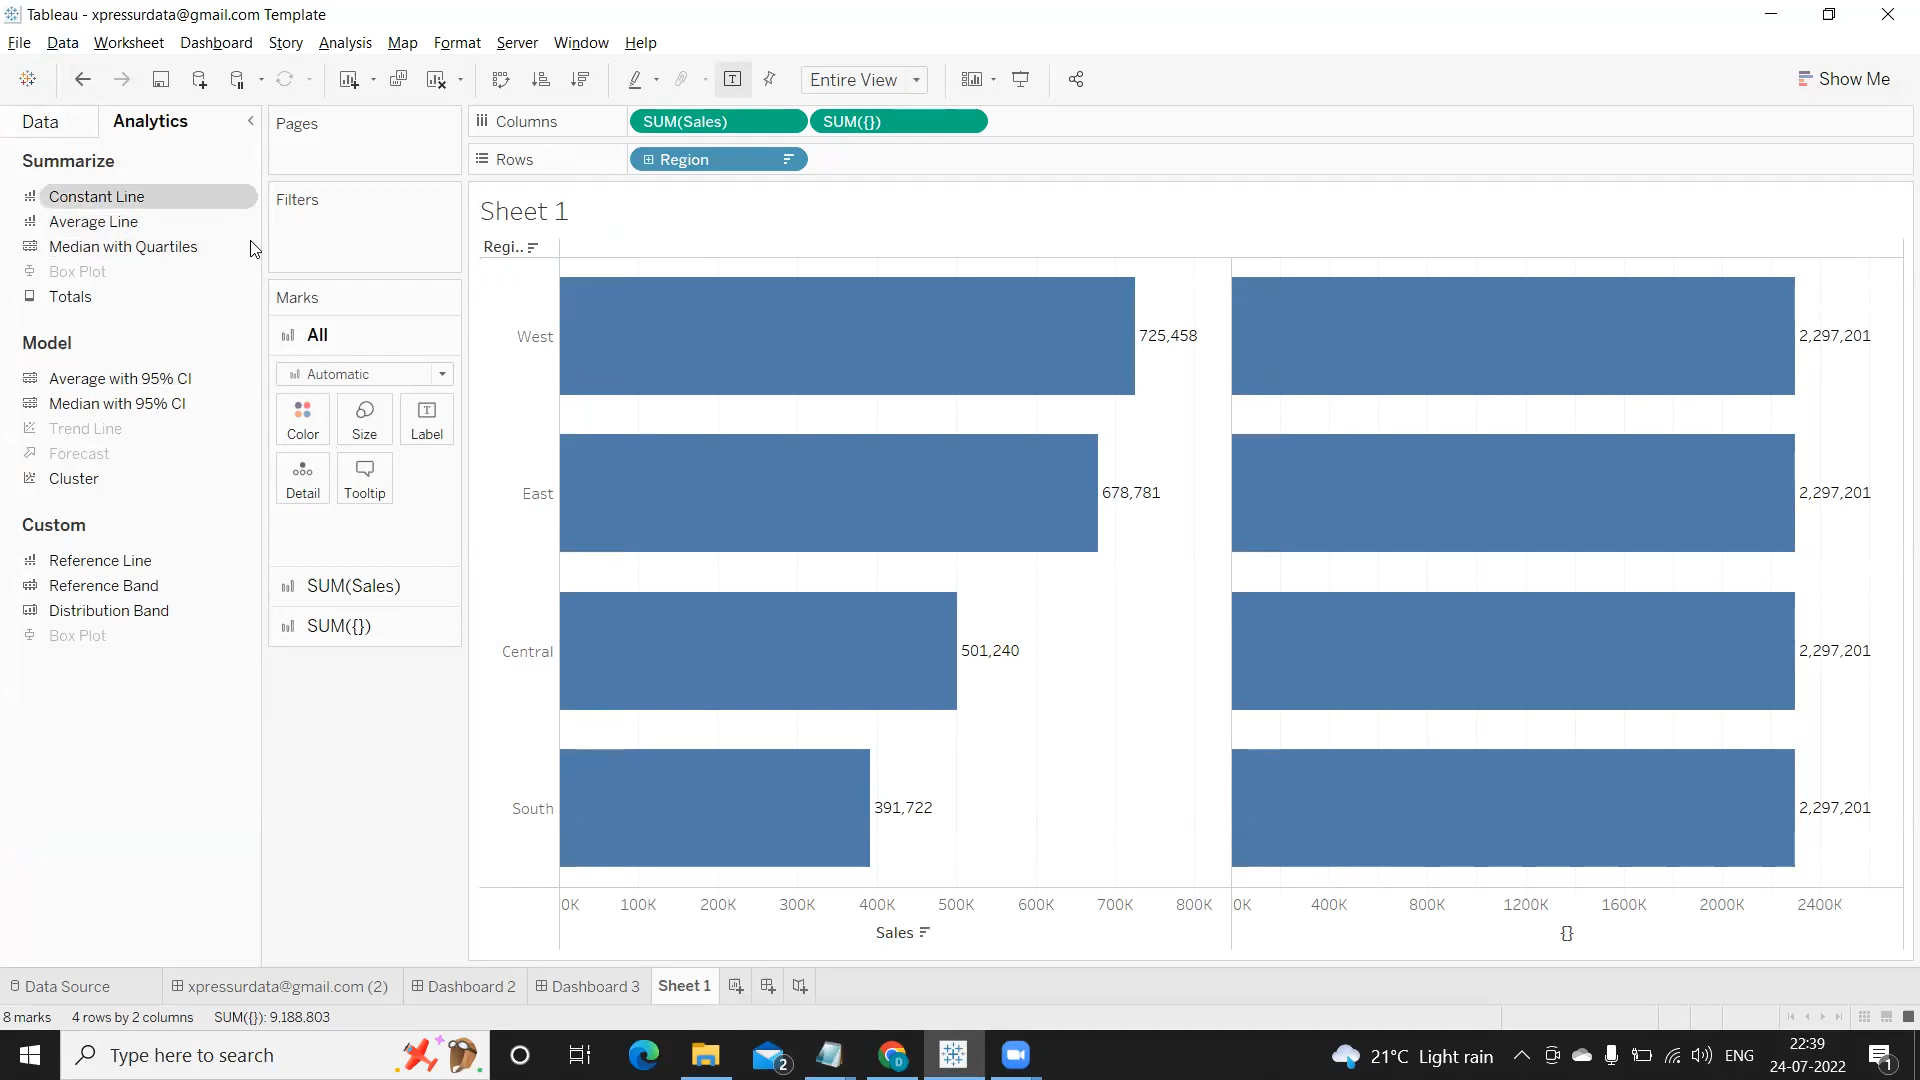 Tableau - xpressurdata@gmail.com Template
File Data Worksheet Dashboard Story Analysis Map Format Server Window Help
Entire View
Show Me
Data Analytics
Summarize
Constant Line
Average Line
Median with Quartiles
Box Plot
Totals
Model
Average with 95% CI
Median with 95% CI
Trend Line
Forecast
Cluster
Custom
Reference Line
Reference Band
Distribution Band
Box Plot
Pages
Filters
Marks
All
Automatic
Color Size Label
Detail Tooltip
SUM(Sales)
SUM({})
Columns SUM(Sales) SUM({})
Rows Region
Sheet 1
Regi..
West 725,458 2,297,201
East 678,781 2,297,201
Central 501,240 2,297,201
South 391,722 2,297,201
0K 100K 200K 300K 400K 500K 600K 700K 800K 0K 400K 800K 1200K 1600K 2000K 2400K
Sales {}
Data Source xpressurdata@gmail.com (2) Dashboard 2 Dashboard 3 Sheet 1
8 marks 4 rows by 2 columns SUM({}): 9,188,803
Type here to search
2
21°C Light rain
ENG
22:39
24-07-2022
1